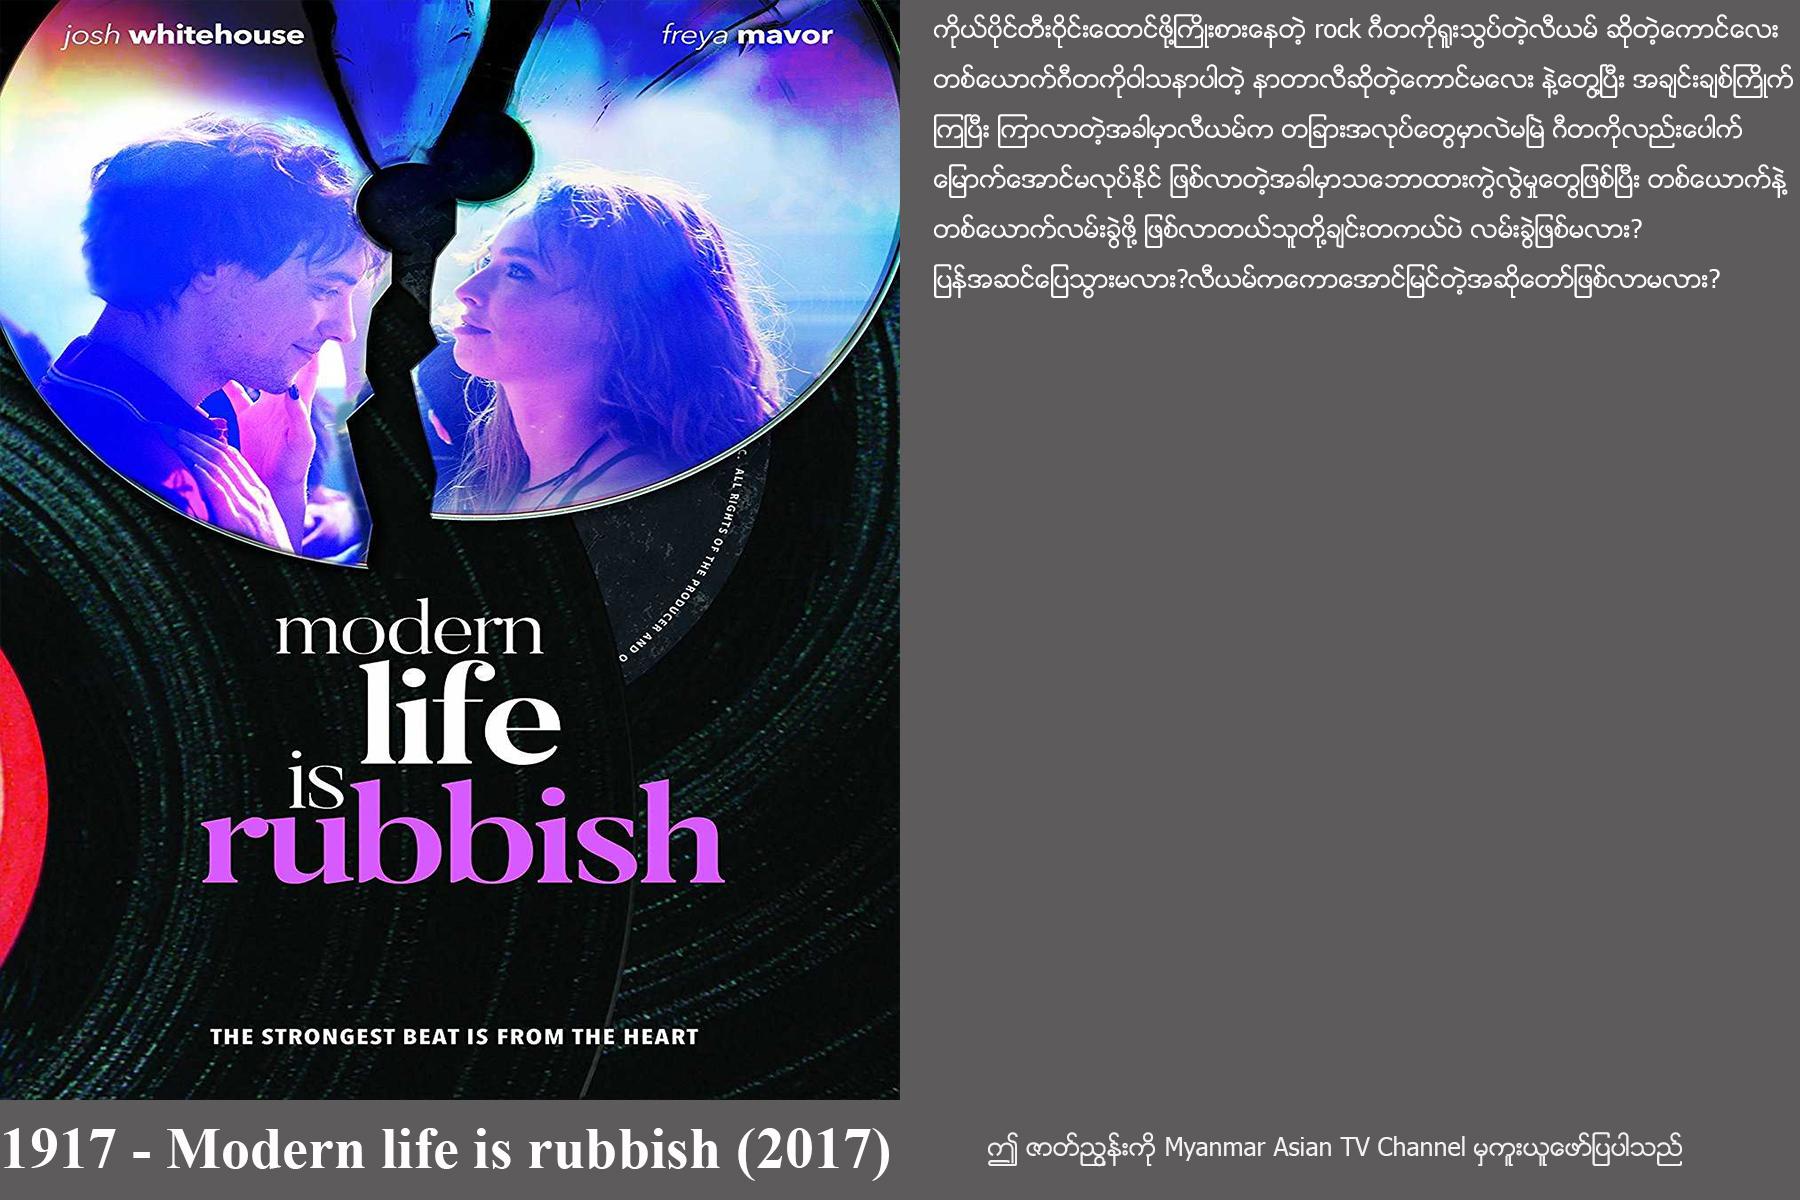 josh whitehouse
freya mavor
C. ALL RIGHTS OF THE PRODUCER AND O
modern
life
is
rubbish
THE STRONGEST BEAT IS FROM THE HEART
1917 - Modern life is rubbish (2017)
ကိုယ်ပိုင်တီးဝိုင်းထောင်ဖို့ကြိုးစားနေတဲ့ rock ဂီတကိုရူးသွပ်တဲ့လီယမ် ဆိုတဲ့ကောင်လေး
တစ်ယောက်ဂီတကိုဝါသနာပါတဲ့ နာတာလီဆိုတဲ့ကောင်မလေး နဲ့တွေ့ပြီး အချင်းချစ်ကြိုက်
ကြပြီး ကြာလာတဲ့အခါမှာလီယမ်က တခြားအလုပ်တွေမှာလဲမမြဲ ဂီတကိုလည်းပေါက်
မြောက်အောင်မလုပ်နိုင် ဖြစ်လာတဲ့အခါမှာသဘောထားကွဲလွဲမှုတွေဖြစ်ပြီး တစ်ယောက်နဲ့
တစ်ယောက်လမ်းခွဲဖို့ ဖြစ်လာတယ်သူတို့ချင်းတကယ်ပဲ လမ်းခွဲဖြစ်မလား?
ပြန်အဆင်ပြေသွားမလား?လီယမ်ကကောအောင်မြင်တဲ့အဆိုတော်ဖြစ်လာမလား?
ဤ ဇာတ်ညွှန်းကို Myanmar Asian TV Channel မှကူးယူဖော်ပြပါသည်